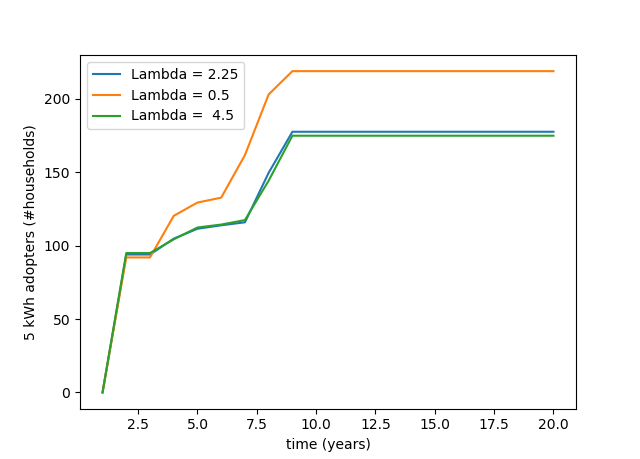 Lambda = 2.25
Lambda = 0.5
Lambda =  4.5
200
150
100
50
0
5 kWh adopters (#households)
2.5 5.0 7.5 10.0 12.5 15.0 17.5 20.0
time (years)